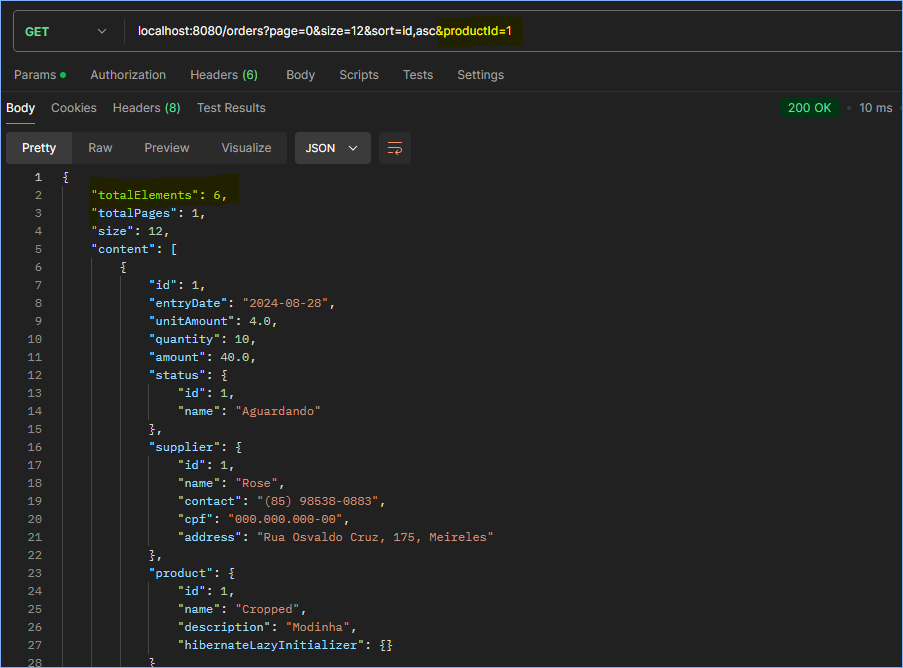 GET localhost:8080/orders?page=0&size=12&sort=id,asc&productId=1
Params Authorization Headers (6) Body Scripts Tests Settings
Body Cookies Headers (8) Test Results 200 OK 10 ms
Pretty Raw Preview Visualize JSON
1 {
2 "totalElements": 6,
3 "totalPages": 1,
4 "size": 12,
5 "content": [
6 {
7 "id": 1,
8 "entryDate": "2024-08-28",
9 "unitAmount": 4.0,
10 "quantity": 10,
11 "amount": 40.0,
12 "status": {
13 "id": 1,
14 "name": "Aguardando"
15 },
16 "supplier": {
17 "id": 1,
18 "name": "Rose",
19 "contact": "(85) 98538-0883",
20 "cpf": "000.000.000-00",
21 "address": "Rua Osvaldo Cruz, 175, Meireles"
22 },
23 "product": {
24 "id": 1,
25 "name": "Cropped",
26 "description": "Modinha",
27 "hibernateLazyInitializer": {}
28 }